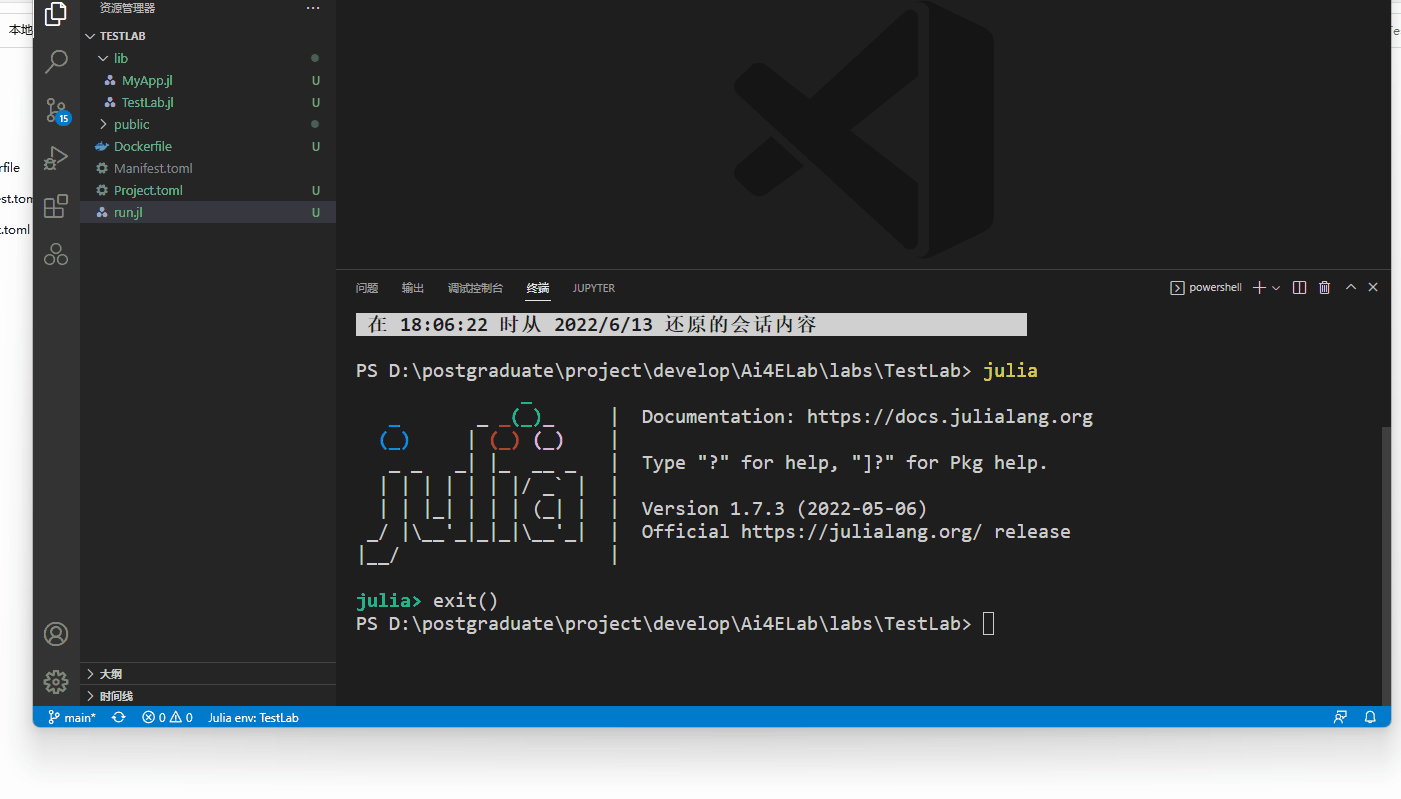 资源管理器
本地
TESTLAB
lib
MyApp.jl U
TestLab.jl U
public
Dockerfile U
Manifest.toml
Project.toml U
run.jl U
15
rfile
st.tom
t.toml
问题 输出 调试控制台 终端 JUPYTER
powershell
在 18:06:22 时从 2022/6/13 还原的会话内容
PS D:\postgraduate\project\develop\Ai4ELab\labs\TestLab> julia
Documentation: https://docs.julialang.org
Type "?" for help, "]?" for Pkg help.
Version 1.7.3 (2022-05-06)
Official https://julialang.org/ release
julia> exit()
PS D:\postgraduate\project\develop\Ai4ELab\labs\TestLab>
大纲
时间线
main* 0 0 Julia env: TestLab